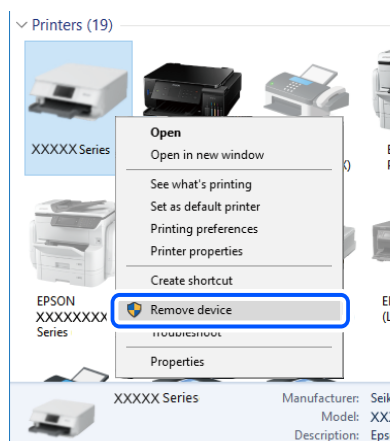 Printers (19)
XXXXX Series
Open
Open in new window
See what's printing
Set as default printer
Printing preferences
Printer properties
Create shortcut
Remove device
Troubleshoot
Properties
EPSON
XXXXXXXX
Series
XXXXX Series
Manufacturer:
Model:
Description: